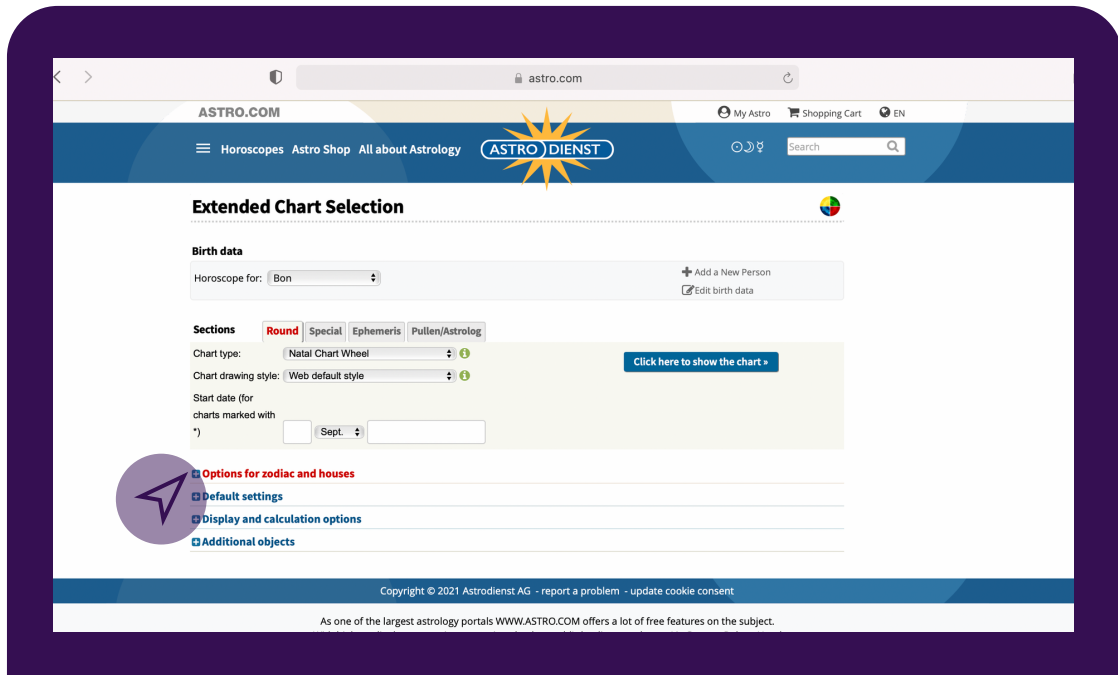 astro.com
ASTRO.COM
My Astro Shopping Cart EN
Horoscopes Astro Shop All about Astrology
ASTRO DIENST
Search
Extended Chart Selection
Birth data
Horoscope for: Bon
Add a New Person
Edit birth data
Sections Round Special Ephemeris Pullen/Astrolog
Chart type: Natal Chart Wheel
Click here to show the chart »
Chart drawing style: Web default style
Start date (for
charts marked with
*) Sept.
Options for zodiac and houses
Default settings
Display and calculation options
Additional objects
Copyright © 2021 Astrodienst AG - report a problem - update cookie consent
As one of the largest astrology portals WWW.ASTRO.COM offers a lot of free features on the subject.